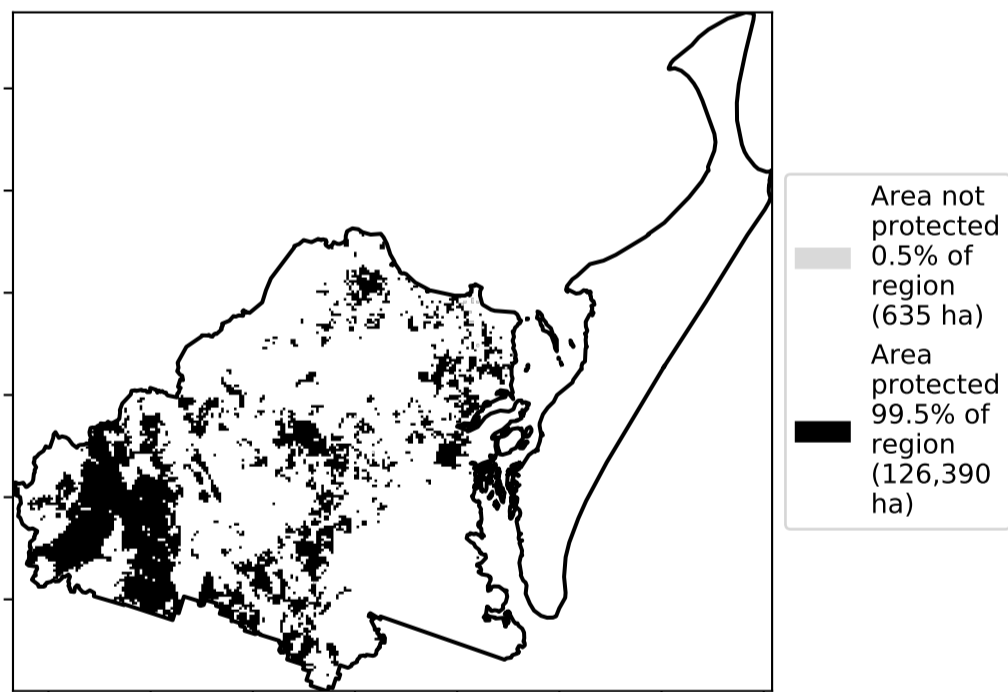 Area not
protected
0.5% of
region
(635 ha)
Area
protected
99.5% of
region
(126,390
ha)